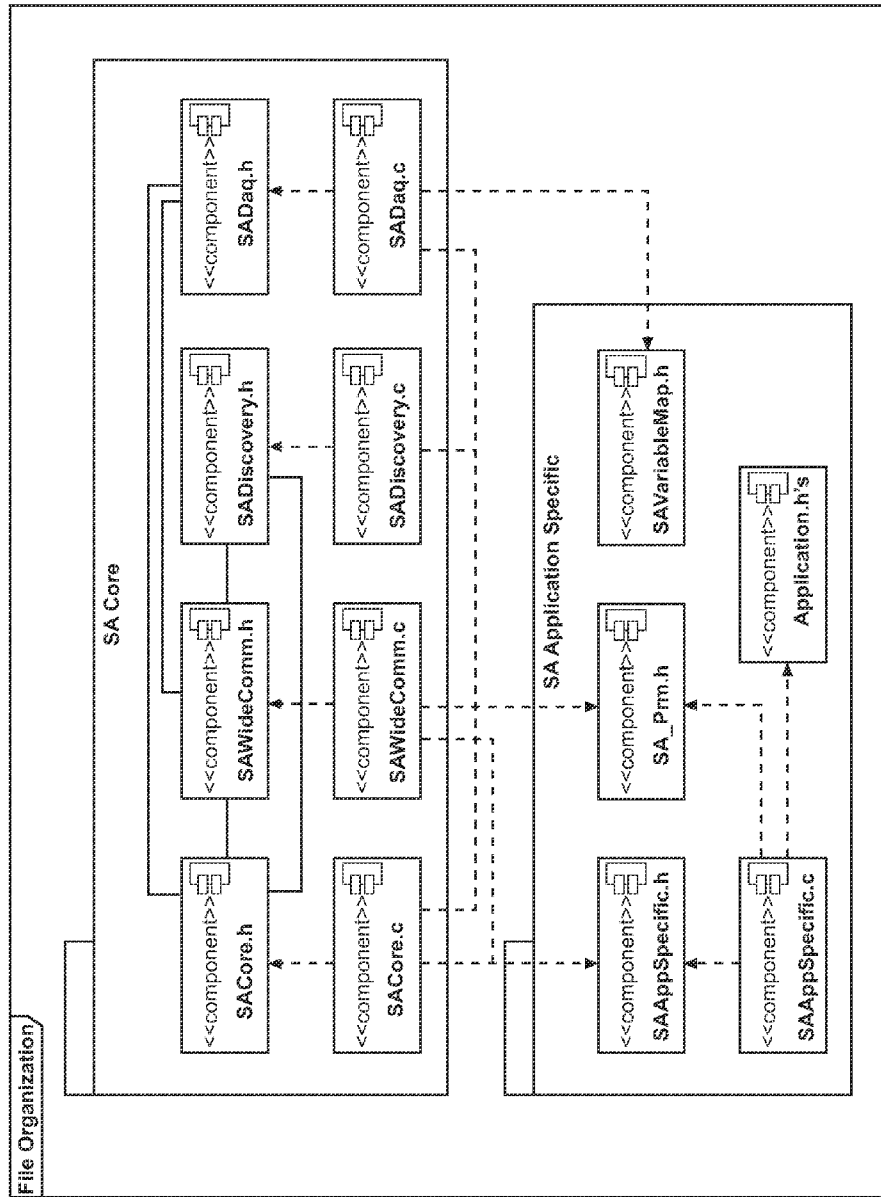 File Organization
SA Core
<<component>>
SACore.h
<<component>>
SAWideComm.h
<<component>>
SADiscovery.h
<<component>>
SADaq.h
<<component>>
SACore.c
<<component>>
SAWideComm.c
<<component>>
SADiscovery.c
<<component>>
SADaq.c
SA Application Specific
<<component>>
SAAppSpecific.h
<<component>>
SA_Prm.h
<<component>>
SAVariableMap.h
<<component>>
SAAppSpecific.c
<<component>>
Application.h's